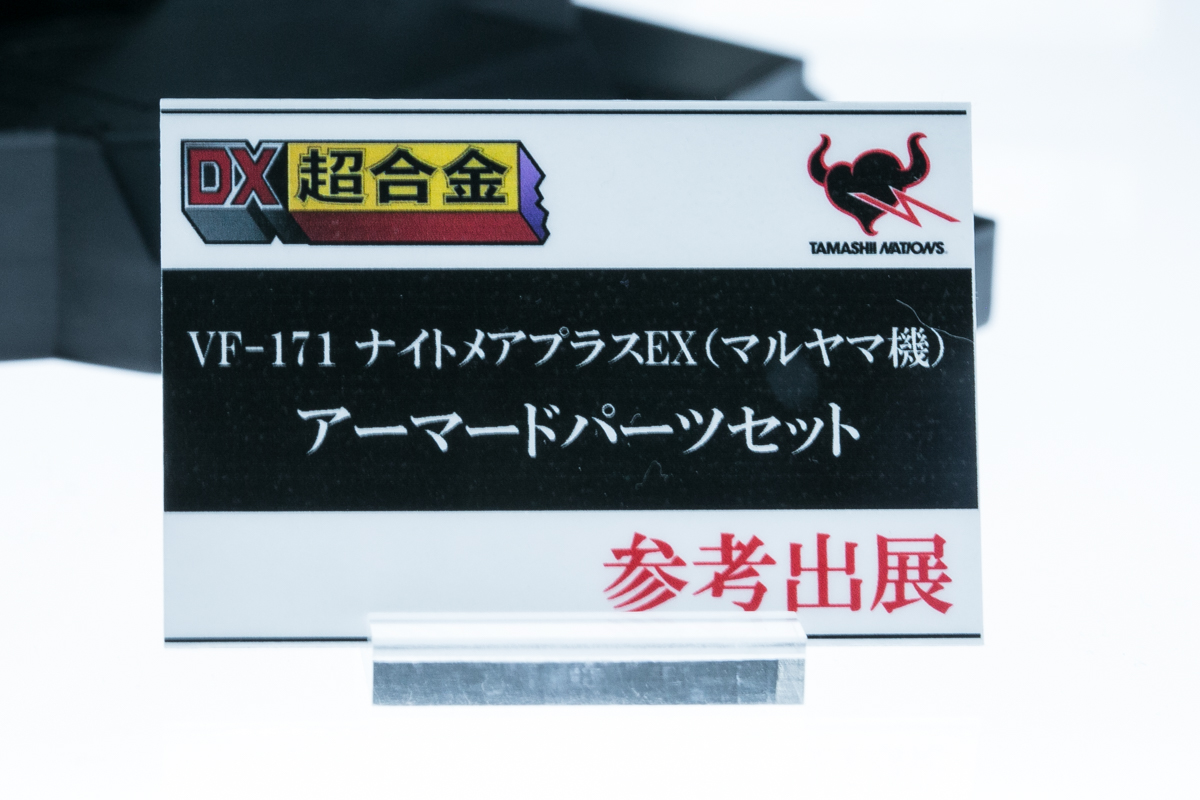 DX超合金
TAMASHII NATIONS
VF-171 ナイトメアプラスEX(マルヤマ機)
アーマードパーツセット
参考出展